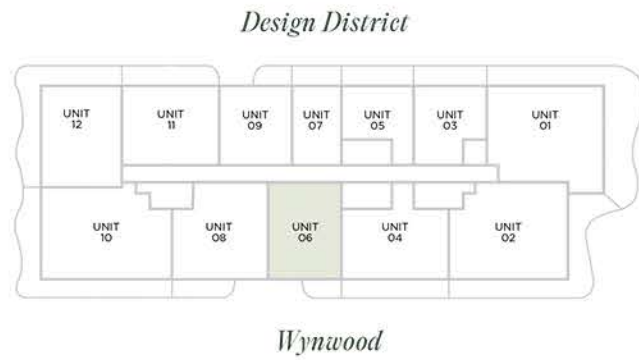 Design District
UNIT
12
UNIT
11
UNIT
09
UNIT
07
UNIT
05
UNIT
03
UNIT
01
UNIT
10
UNIT
08
UNIT
06
UNIT
04
UNIT
02
Wynwood